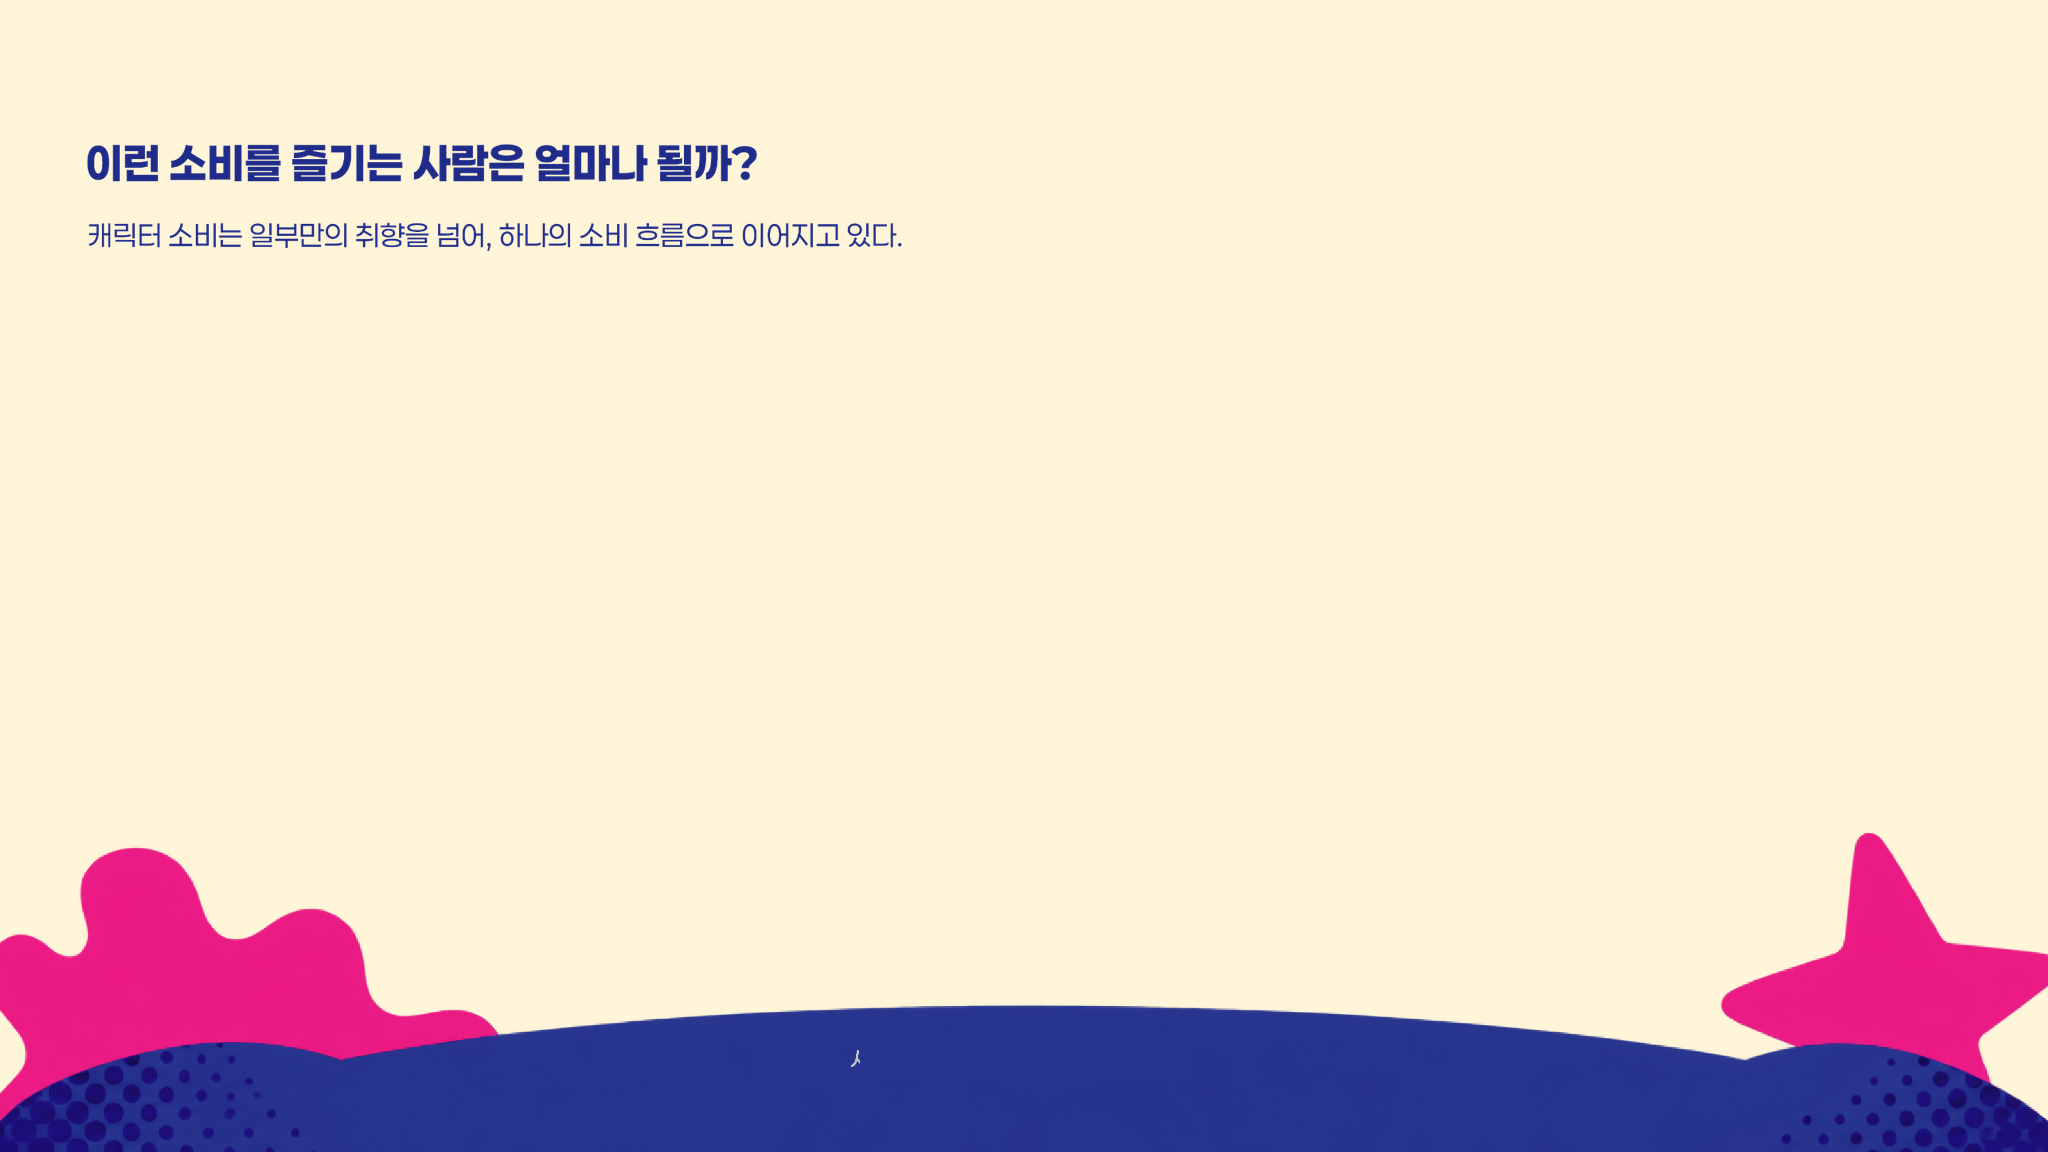 이런 소비를 즐기는 사람은 얼마나 될까?
캐릭터 소비는 일부만의 취향을 넘어, 하나의 소비 흐름으로 이어지고 있다.